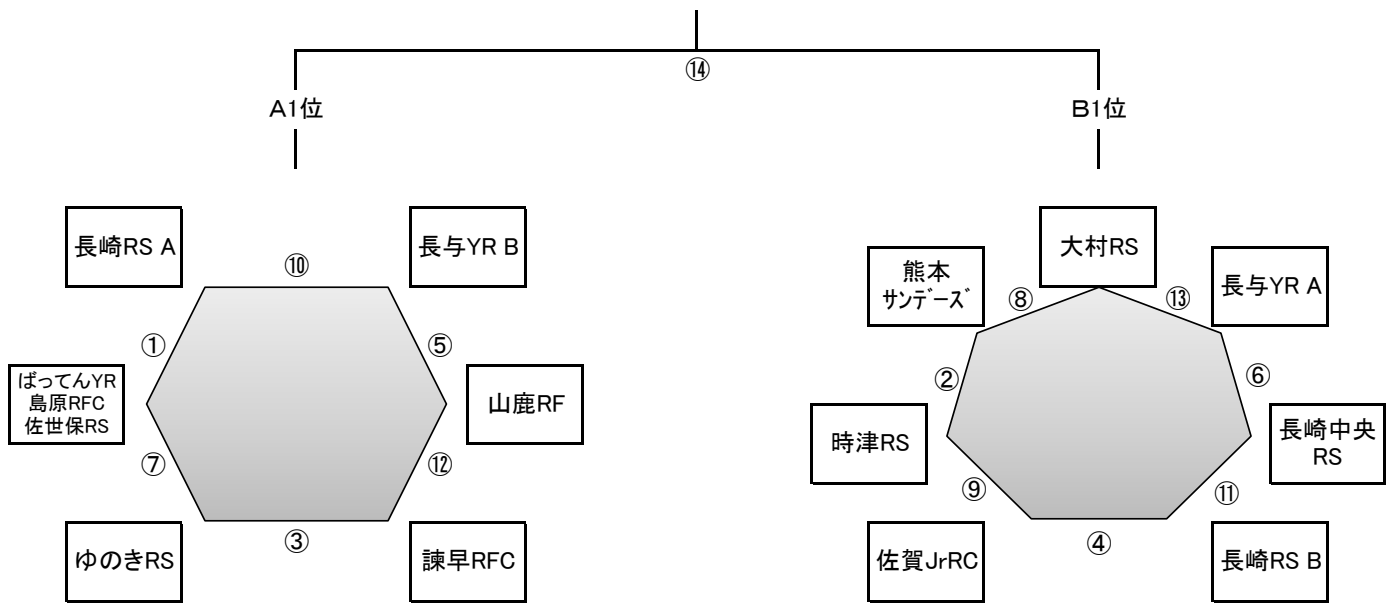 ⑭
A1位
B1位
長崎RS A
長与YR B
⑩
①
⑤
ばってんYR
島原RFC
佐世保RS
山鹿RF
⑦
⑫
ゆのきRS
③
諫早RFC
大村RS
熊本
サンデーズ
⑧
⑬
長与YR A
②
⑥
時津RS
長崎中央
RS
⑨
⑪
佐賀JrRC
④
長崎RS B